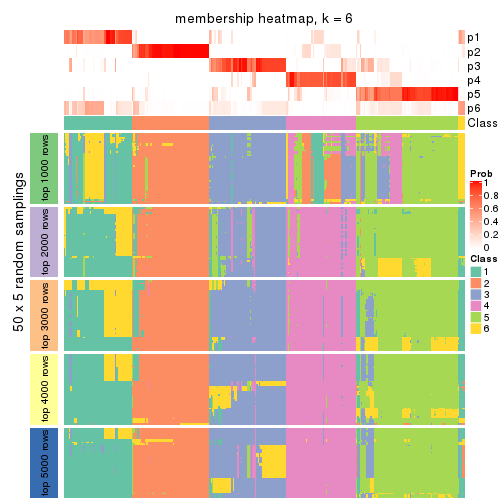 membership heatmap, k = 6
p1
p2
p3
p4
p5
p6
Class
50 x 5 random samplings
top 1000 rows
top 2000 rows
top 3000 rows
top 4000 rows
top 5000 rows
Prob
1
0.8
0.6
0.4
0.2
0
Class
1
2
3
4
5
6